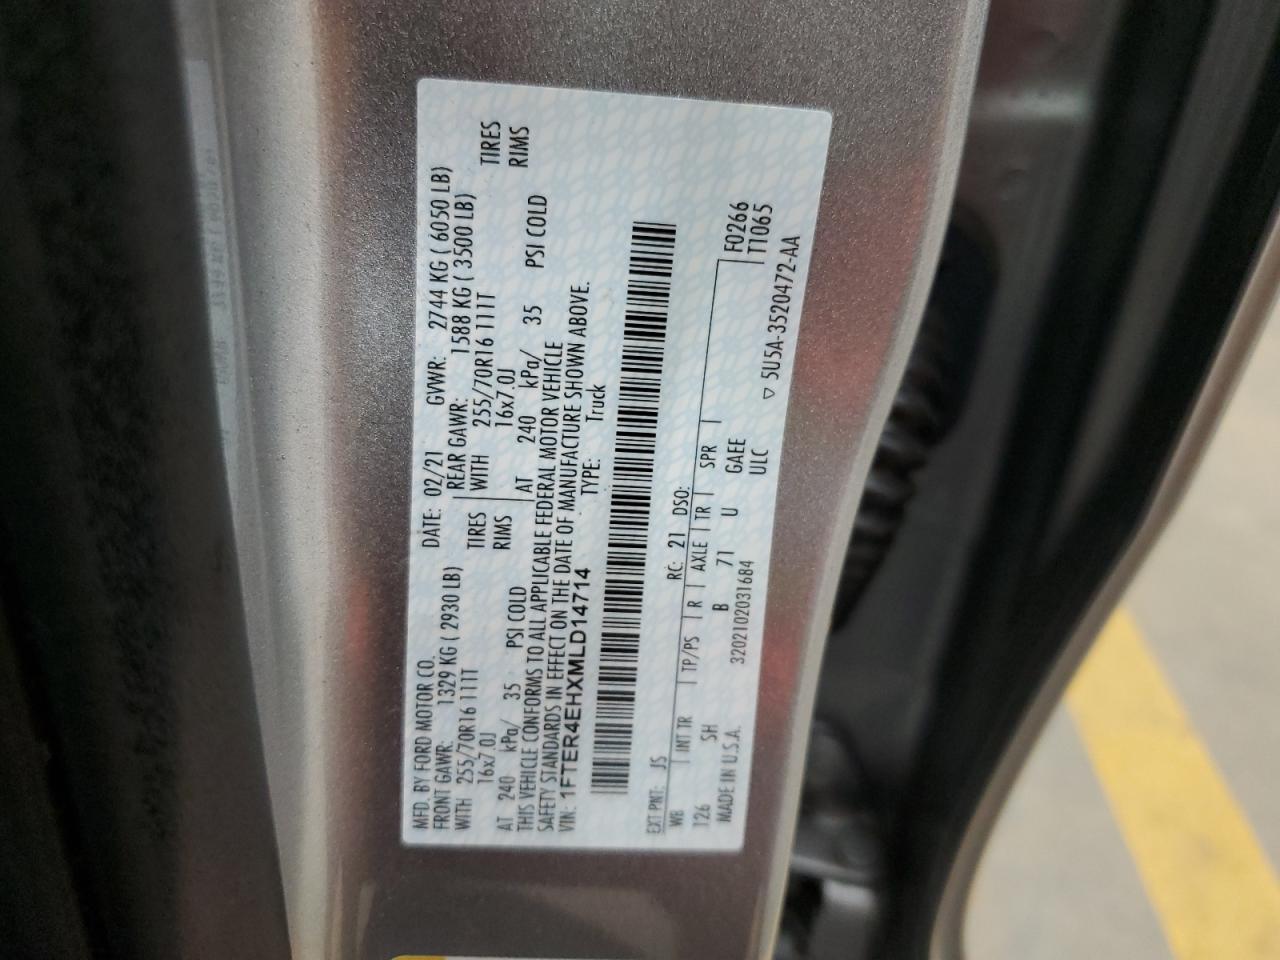 MFD. BY FORD MOTOR CO.
DATE: 02/21 GVWR: 2744 KG ( 6050 LB)
FRONT GAWR: 1329 KG ( 2930 LB) REAR GAWR: 1588 KG ( 3500 LB)
WITH 255/70R16 111T TIRES WITH 255/70R16 111T TIRES
16x7.0J RIMS 16x7.0J RIMS
AT 240 kPa/ 35 PSI COLD AT 240 kPa/ 35 PSI COLD
THIS VEHICLE CONFORMS TO ALL APPLICABLE FEDERAL MOTOR VEHICLE
SAFETY STANDARDS IN EFFECT ON THE DATE OF MANUFACTURE SHOWN ABOVE.
VIN: 1FTER4EHXMLD14714 TYPE: Truck
EXT PNT: JS RC: 21 DSO:
WB INT TR TP/PS R AXLE TR SPR F0266
126 SH B 71 U GAEE T1065
MADE IN U.S.A. 3202102031684 ULC
▽ 5U5A-3520472-AA